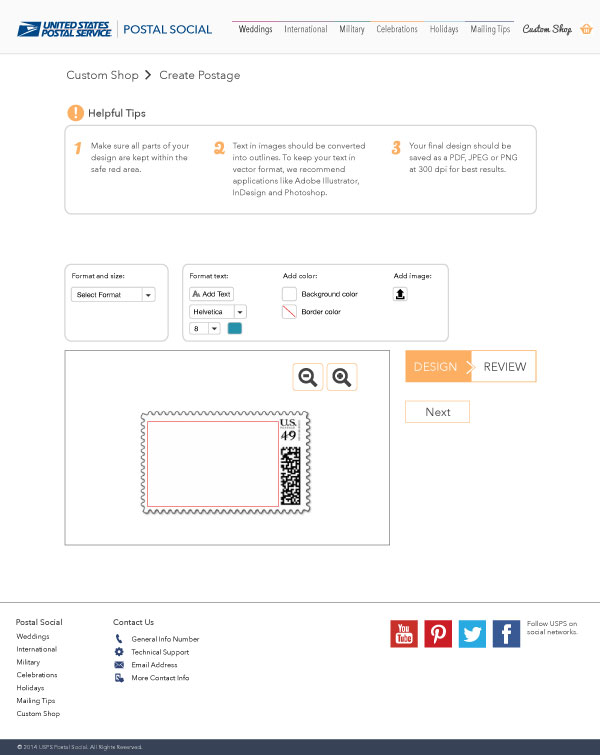 UNITED STATES
POSTAL SERVICE
POSTAL SOCIAL
Weddings International Military Celebrations Holidays Mailing Tips Custom Shop
Custom Shop Create Postage
Helpful Tips
1
Make sure all parts of your
design are kept within the
safe red area.
2
Text in images should be converted
into outlines. To keep your text in
vector format, we recommend
applications like Adobe Illustrator,
InDesign and Photoshop.
3
Your final design should be
saved as a PDF, JPEG or PNG
at 300 dpi for best results.
Format and size:
Select Format
Format text:
Add Text
Helvetica
8
Add color:
Background color
Border color
Add image:
DESIGN REVIEW
Next
U.S.
49
Postal Social
Weddings
International
Military
Celebrations
Holidays
Mailing Tips
Custom Shop
Contact Us
General Info Number
Technical Support
Email Address
More Contact Info
You
Tube
Follow USPS on
social networks.
© 2014 USPS Postal Social. All Rights Reserved.